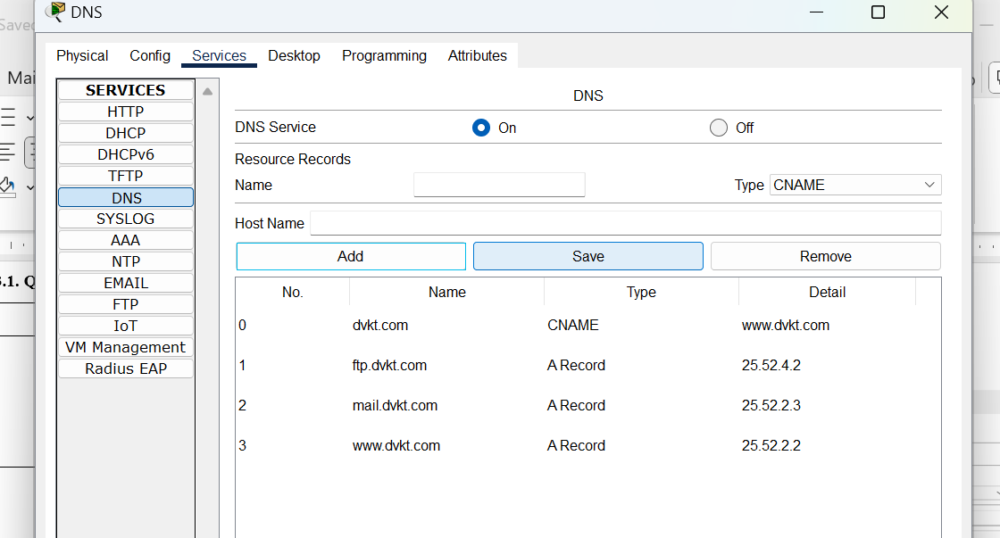 DNS
Saved
Mai
Physical Config Services Desktop Programming Attributes
SERVICES
HTTP
DHCP
DHCPv6
TFTP
DNS
SYSLOG
AAA
NTP
EMAIL
FTP
IoT
VM Management
Radius EAP
3.1. Q
DNS
DNS Service On Off
Resource Records
Name Type CNAME
Host Name
Add Save Remove
No. Name Type Detail
0 dvkt.com CNAME www.dvkt.com
1 ftp.dvkt.com A Record 25.52.4.2
2 mail.dvkt.com A Record 25.52.2.3
3 www.dvkt.com A Record 25.52.2.2